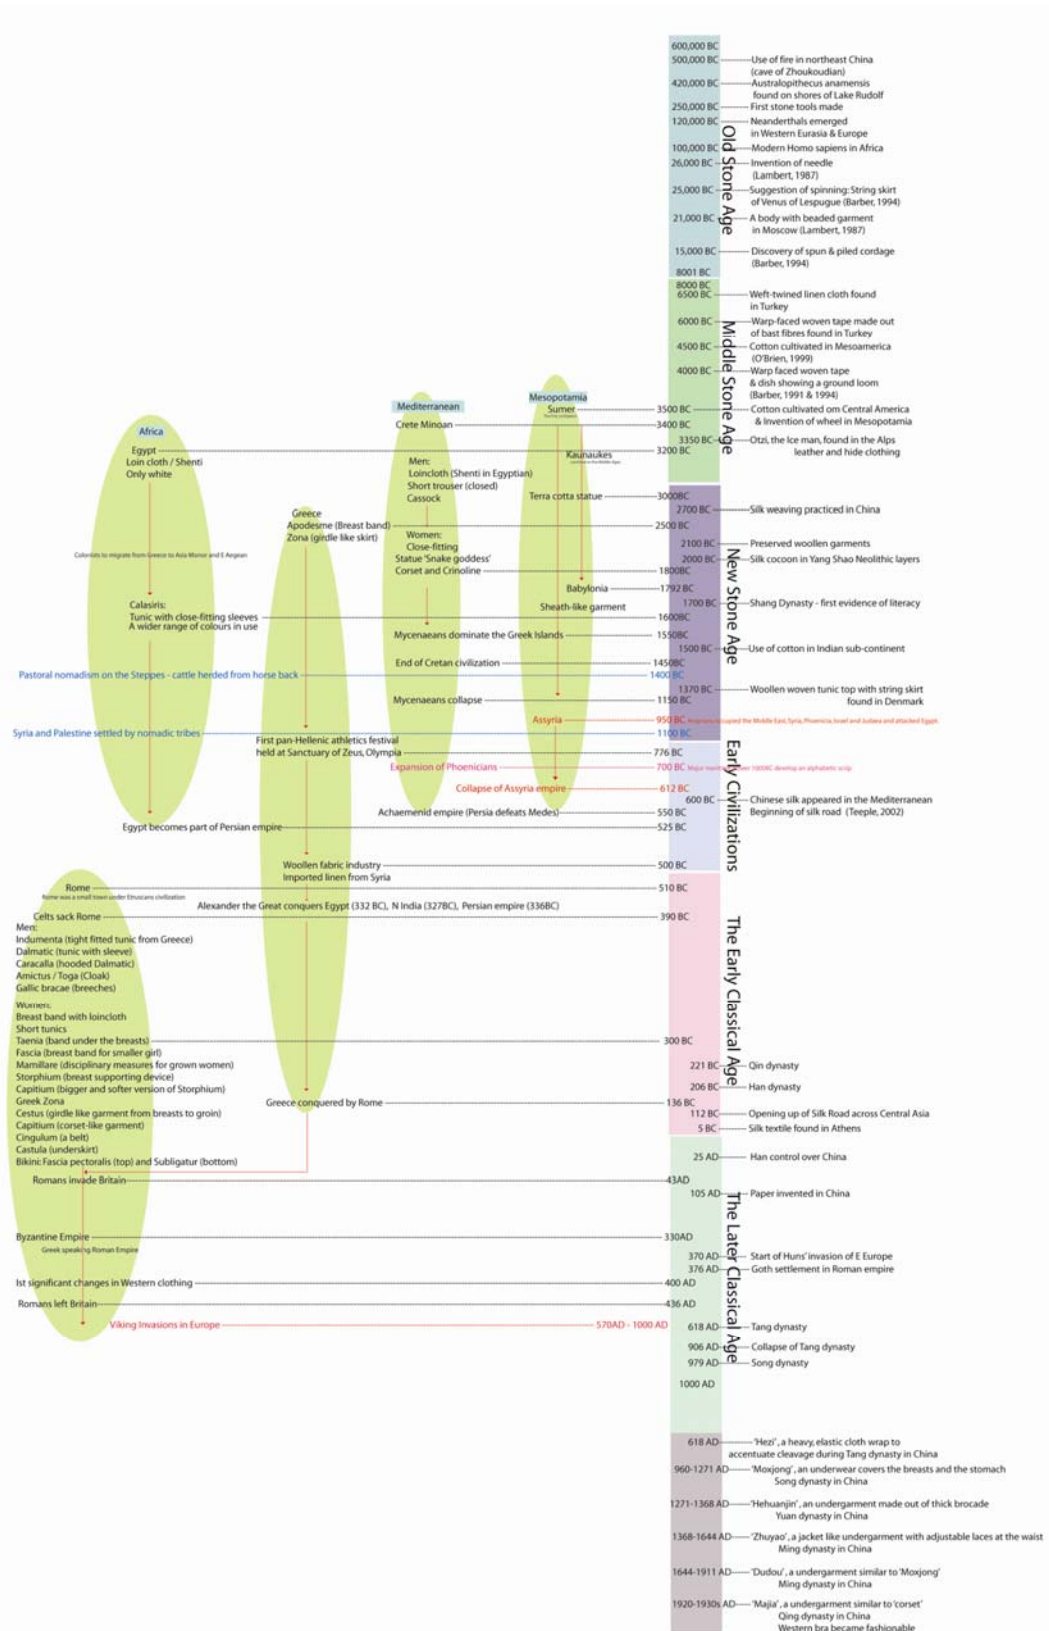 600,000 BC
500,000 BC Use of fire in northeast China
(cave of Zhoukoudian)
420,000 BC Australopithecus anamensis
found on shores of Lake Rudolf
250,000 BC First stone tools made
120,000 BC Neanderthals emerged
in Western Eurasia & Europe
100,000 BC Modern Homo sapiens in Africa
26,000 BC Invention of needle
(Lambert, 1987)
25,000 BC Suggestion of spinning: String skirt
of Venus of Lespugue (Barber, 1994)
21,000 BC A body with beaded garment
in Moscow (Lambert, 1987)
15,000 BC Discovery of spun & piled cordage
(Barber, 1994)
8001 BC
Old Stone Age
8000 BC
6500 BC Weft-twined linen cloth found
in Turkey
6000 BC Warp-faced woven tape made out
of bast fibres found in Turkey
4500 BC Cotton cultivated in Mesoamerica
(O'Brien, 1999)
4000 BC Warp faced woven tape
& dish showing a ground loom
(Barber, 1991 & 1994)
Middle Stone Age
Mesopotamia
Sumer 3500 BC Cotton cultivated om Central America
& Invention of wheel in Mesopotamia
Mediterranean
Crete Minoan 3400 BC
3350 BC Otzi, the Ice man, found in the Alps
leather and hide clothing
Africa
Egypt 3200 BC
Loin cloth / Shenti
Only white
Kaunaukes
Men:
Loincloth (Shenti in Egyptian)
Short trouser (closed)
Cassock
Terra cotta statue 3000BC
2700 BC Silk weaving practiced in China
Greece
Apodesme (Breast band) 2500 BC
Zona (girdle like skirt)
Women:
Close-fitting
Statue 'Snake goddess'
Corset and Crinoline 1800BC
2100 BC Preserved woollen garments
2000 BC Silk cocoon in Yang Shao Neolithic layers
New Stone Age
Colonists to migrate from Greece to Asia Monor and E Aegean
Babylonia 1792 BC
1700 BC Shang Dynasty - first evidence of literacy
Sheath-like garment
Calasiris:
Tunic with close-fitting sleeves 1600BC
A wider range of colours in use
Mycenaeans dominate the Greek Islands 1550BC
1500 BC Use of cotton in Indian sub-continent
End of Cretan civilization 1450BC
Pastoral nomadism on the Steppes - cattle herded from horse back 1400 BC
1370 BC Woollen woven tunic top with string skirt
found in Denmark
Mycenaeans collapse 1150 BC
Assyria 950 BC occupied the Middle East, Syria, Phoenicia, Israel and Judaea and attacked Egypt
Syria and Palestine settled by nomadic tribes 1100 BC
First pan-Hellenic athletics festival
held at Sanctuary of Zeus, Olympia 776 BC
Expansion of Phoenicians 700 BC Major 1000BC develop an alphabetic scrip
Collapse of Assyria empire 612 BC
600 BC Chinese silk appeared in the Mediterranean
Beginning of silk road (Teeple, 2002)
Early Civilizations
Achaemenid empire (Persia defeats Medes) 550 BC
Egypt becomes part of Persian empire 525 BC
Woollen fabric industry 500 BC
Imported linen from Syria
Rome 510 BC
Rome was a small town under Etruscans civilization
Alexander the Great conquers Egypt (332 BC), N India (327BC), Persian empire (336BC)
Celts sack Rome 390 BC
Men:
Indumenta (tight fitted tunic from Greece)
Dalmatic (tunic with sleeve)
Caracalla (hooded Dalmatic)
Amictus / Toga (Cloak)
Gallic bracae (breeches)
Women:
Breast band with loincloth
Short tunics
Taenia (band under the breasts) 300 BC
Fascia (breast band for smaller girl)
Mamillare (disciplinary measures for grown women)
Storphium (breast supporting device)
Capitium (bigger and softer version of Storphium)
Greek Zona
Cestus (girdle like garment from breasts to groin)
Capitium (corset-like garment)
Cingulum (a belt)
Castula (underskirt)
Bikini: Fascia pectoralis (top) and Subligatur (bottom)
The Early Classical Age
221 BC Qin dynasty
206 BC Han dynasty
Greece conquered by Rome 136 BC
112 BC Opening up of Silk Road across Central Asia
5 BC Silk textile found in Athens
25 AD Han control over China
Romans invade Britain 43AD
105 AD Paper invented in China
The Later Classical Age
Byzantine Empire 330AD
Greek speaking Roman Empire
370 AD Start of Huns' invasion of E Europe
376 AD Goth settlement in Roman empire
Ist significant changes in Western clothing 400 AD
Romans left Britain 436 AD
Viking Invasions in Europe 570AD - 1000 AD
618 AD Tang dynasty
906 AD Collapse of Tang dynasty
979 AD Song dynasty
1000 AD
618 AD 'Hezi', a heavy, elastic cloth wrap to
accentuate cleavage during Tang dynasty in China
960-1271 AD 'Moxjong', an underwear covers the breasts and the stomach
Song dynasty in China
1271-1368 AD 'Hehuanjin', an undergarment made out of thick brocade
Yuan dynasty in China
1368-1644 AD 'Zhuyao', a jacket like undergarment with adjustable laces at the waist
Ming dynasty in China
1644-1911 AD 'Dudou', a undergarment similar to 'Moxjong'
Ming dynasty in China
1920-1930s AD 'Majia', a undergarment similar to 'corset'
Qing dynasty in China
Western bra became fashionable